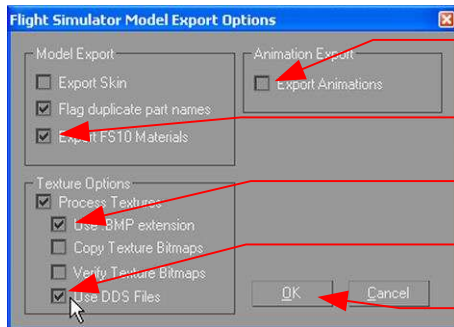 Flight Simulator Model Export Options
Model Export
Export Skin
Flag duplicate part names
Export FS10 Materials
Animation Export
Export Animations
Texture Options
Process Textures
Use .BMP extension
Copy Texture Bitmaps
Verify Texture Bitmaps
Use DDS Files
OK
Cancel